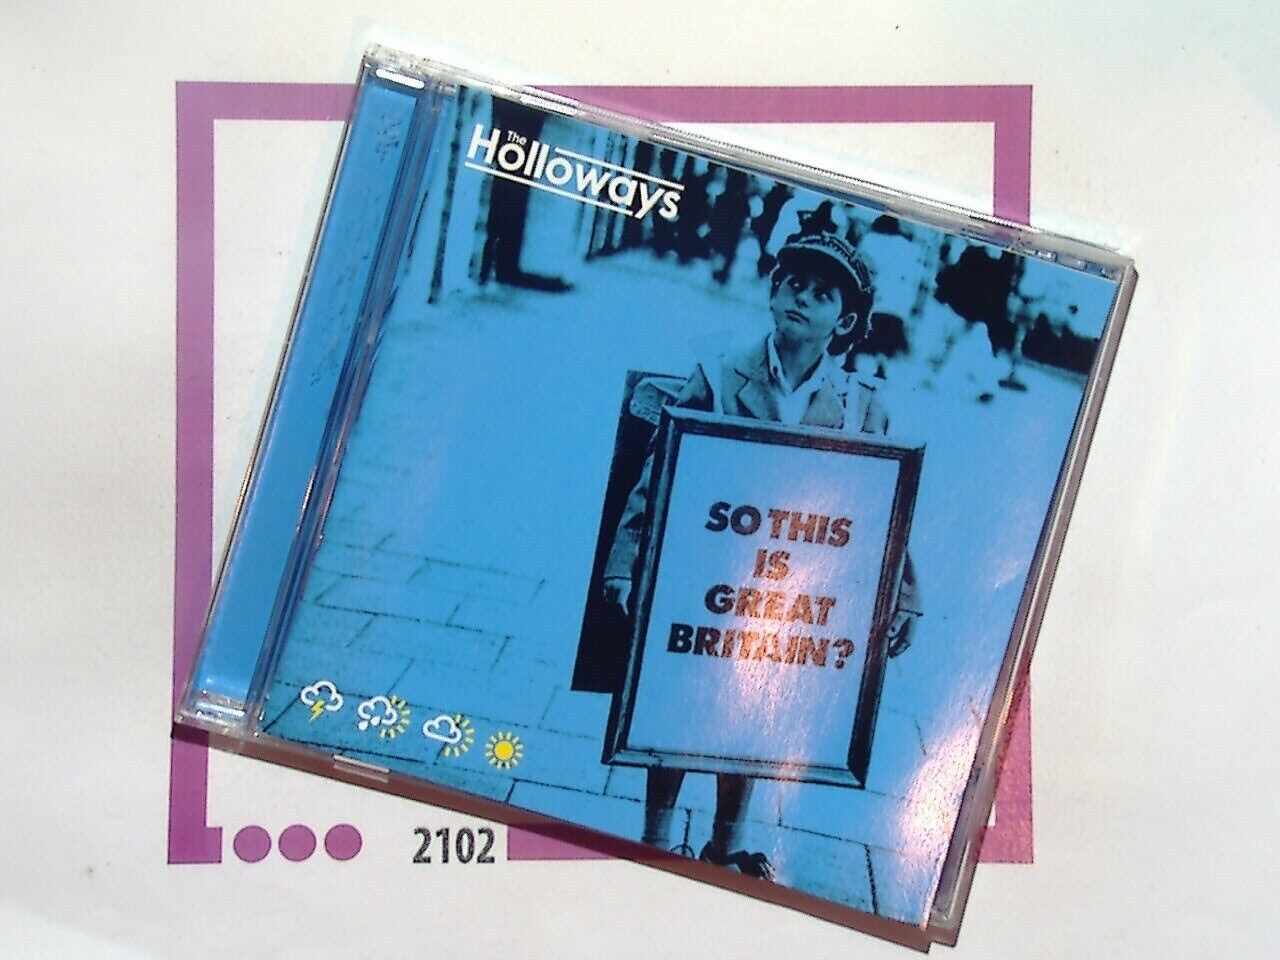 The
Holloways
SO THIS
IS
GREAT
BRITAIN?
2102